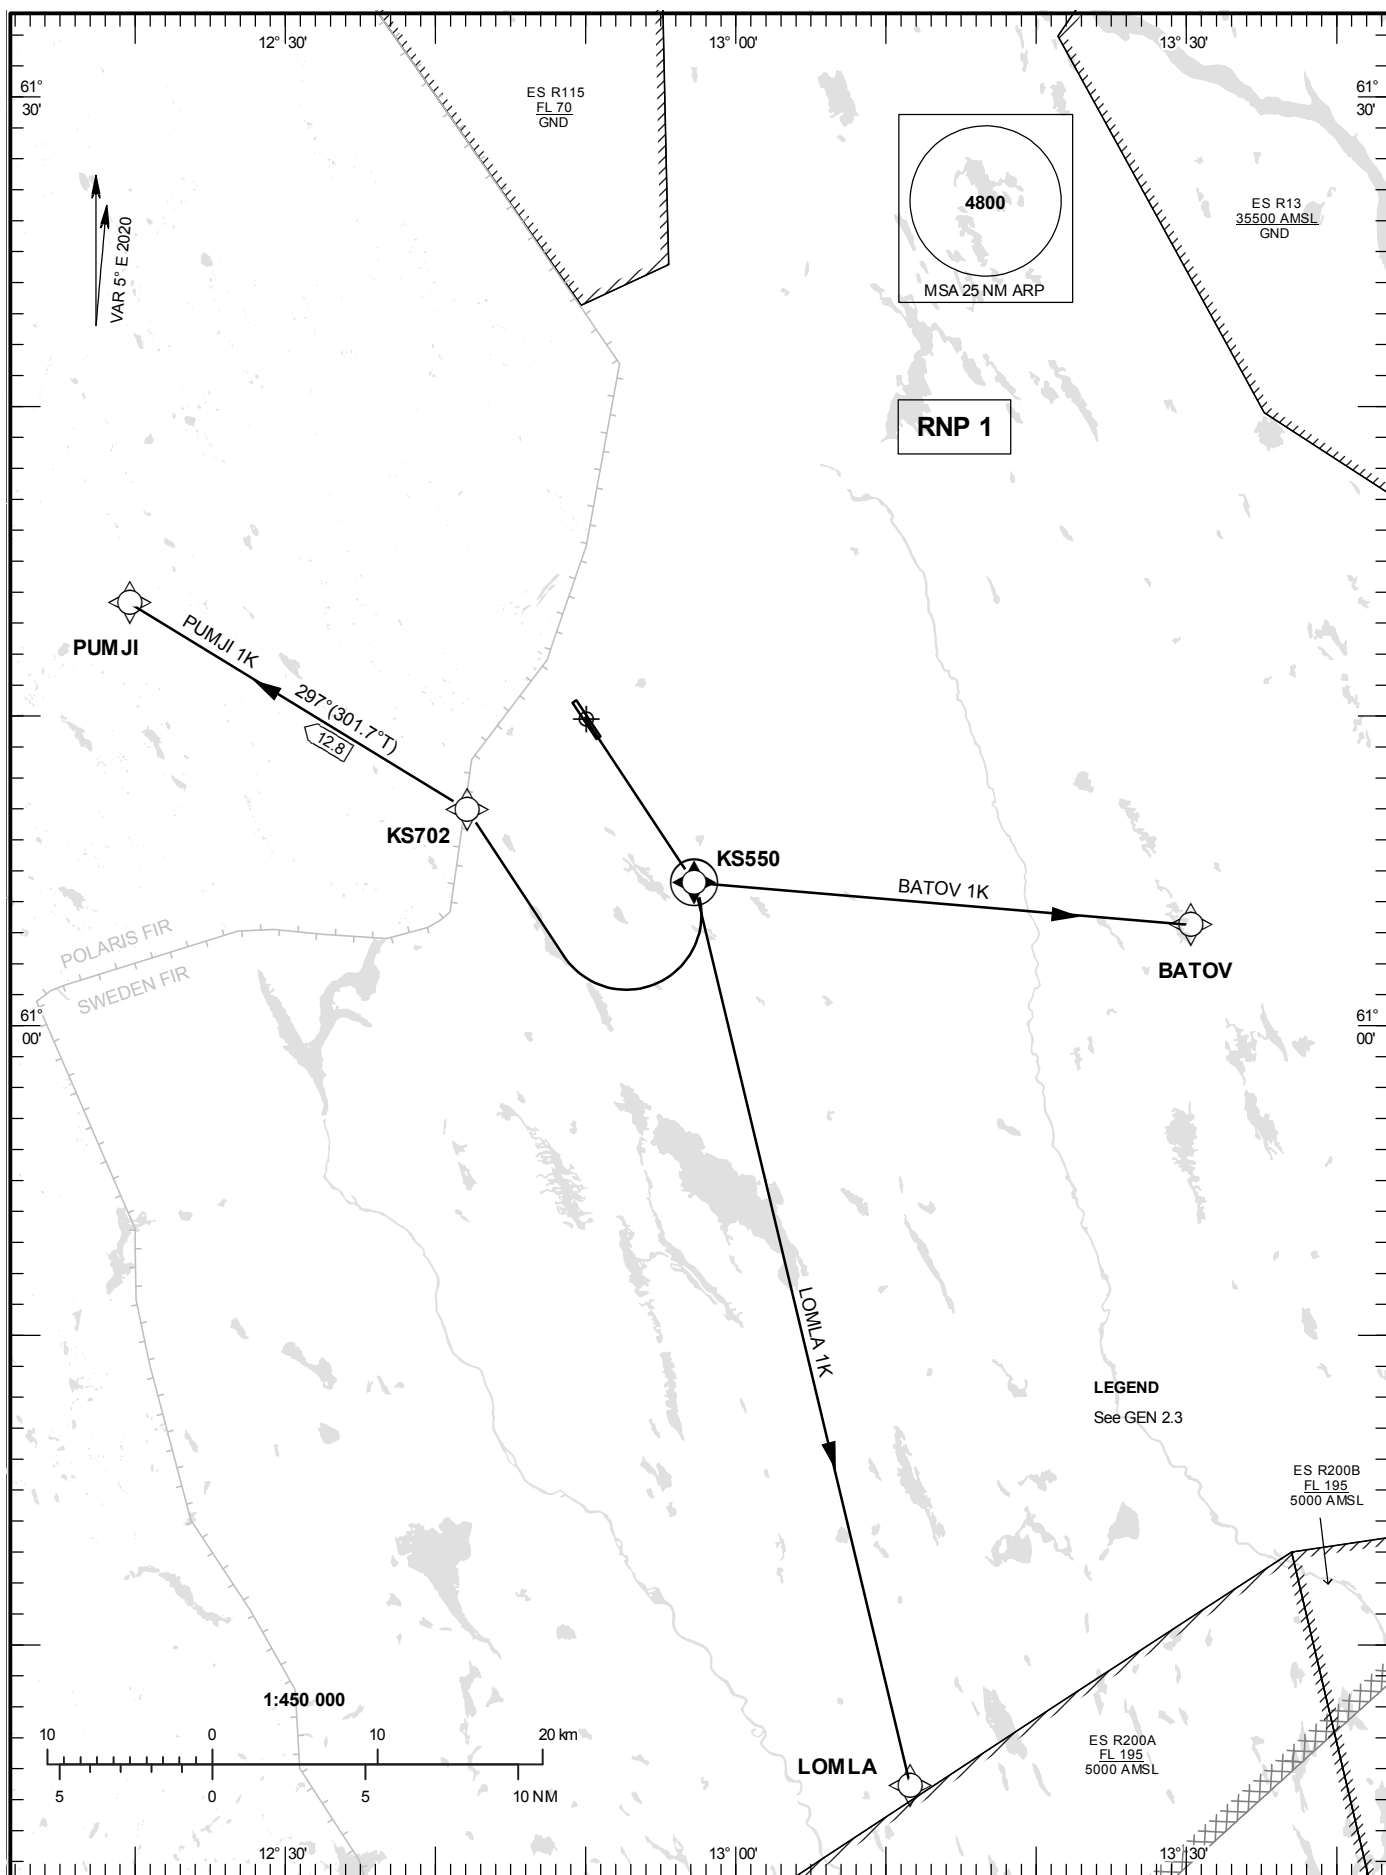 12° 30'
13° 00'
13° 30'
61°
30'
61°
30'
ES R115
FL 70
GND
4800
MSA 25 NM ARP
ES R13
35500 AMSL
GND
VAR 5° E 2020
RNP 1
PUMJI
PUMJI 1K
297°(301.7°T)
12.8
KS702
KS550
BATOV 1K
BATOV
POLARIS FIR
SWEDEN FIR
61°
00'
61°
00'
LOMLA 1K
LEGEND
See GEN 2.3
ES R200B
FL 195
5000 AMSL
1:450 000
10 0 10 20 km
5 0 5 10 NM
LOMLA
ES R200A
FL 195
5000 AMSL
12° 30'
13° 00'
13° 30'